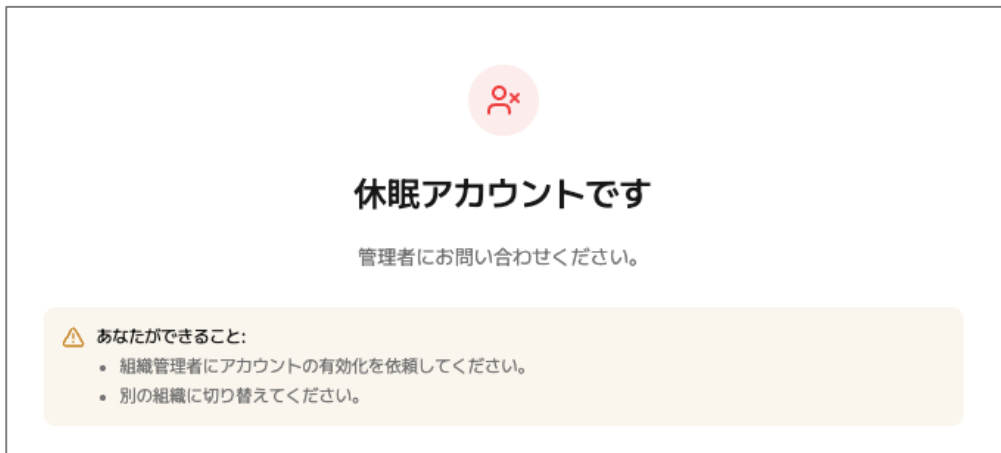 休眠アカウントです
管理者にお問い合わせください。
あなたができること:
• 組織管理者にアカウントの有効化を依頼してください。
• 別の組織に切り替えてください。